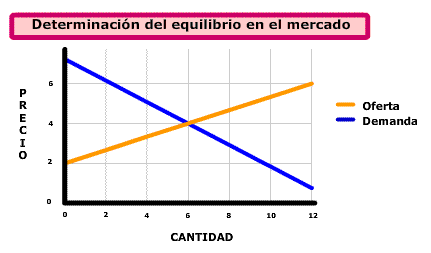 Determinación del equilibrio en el mercado
PRECIO
6
4
2
0
0 2 4 6 8 10 12
CANTIDAD
Oferta
Demanda